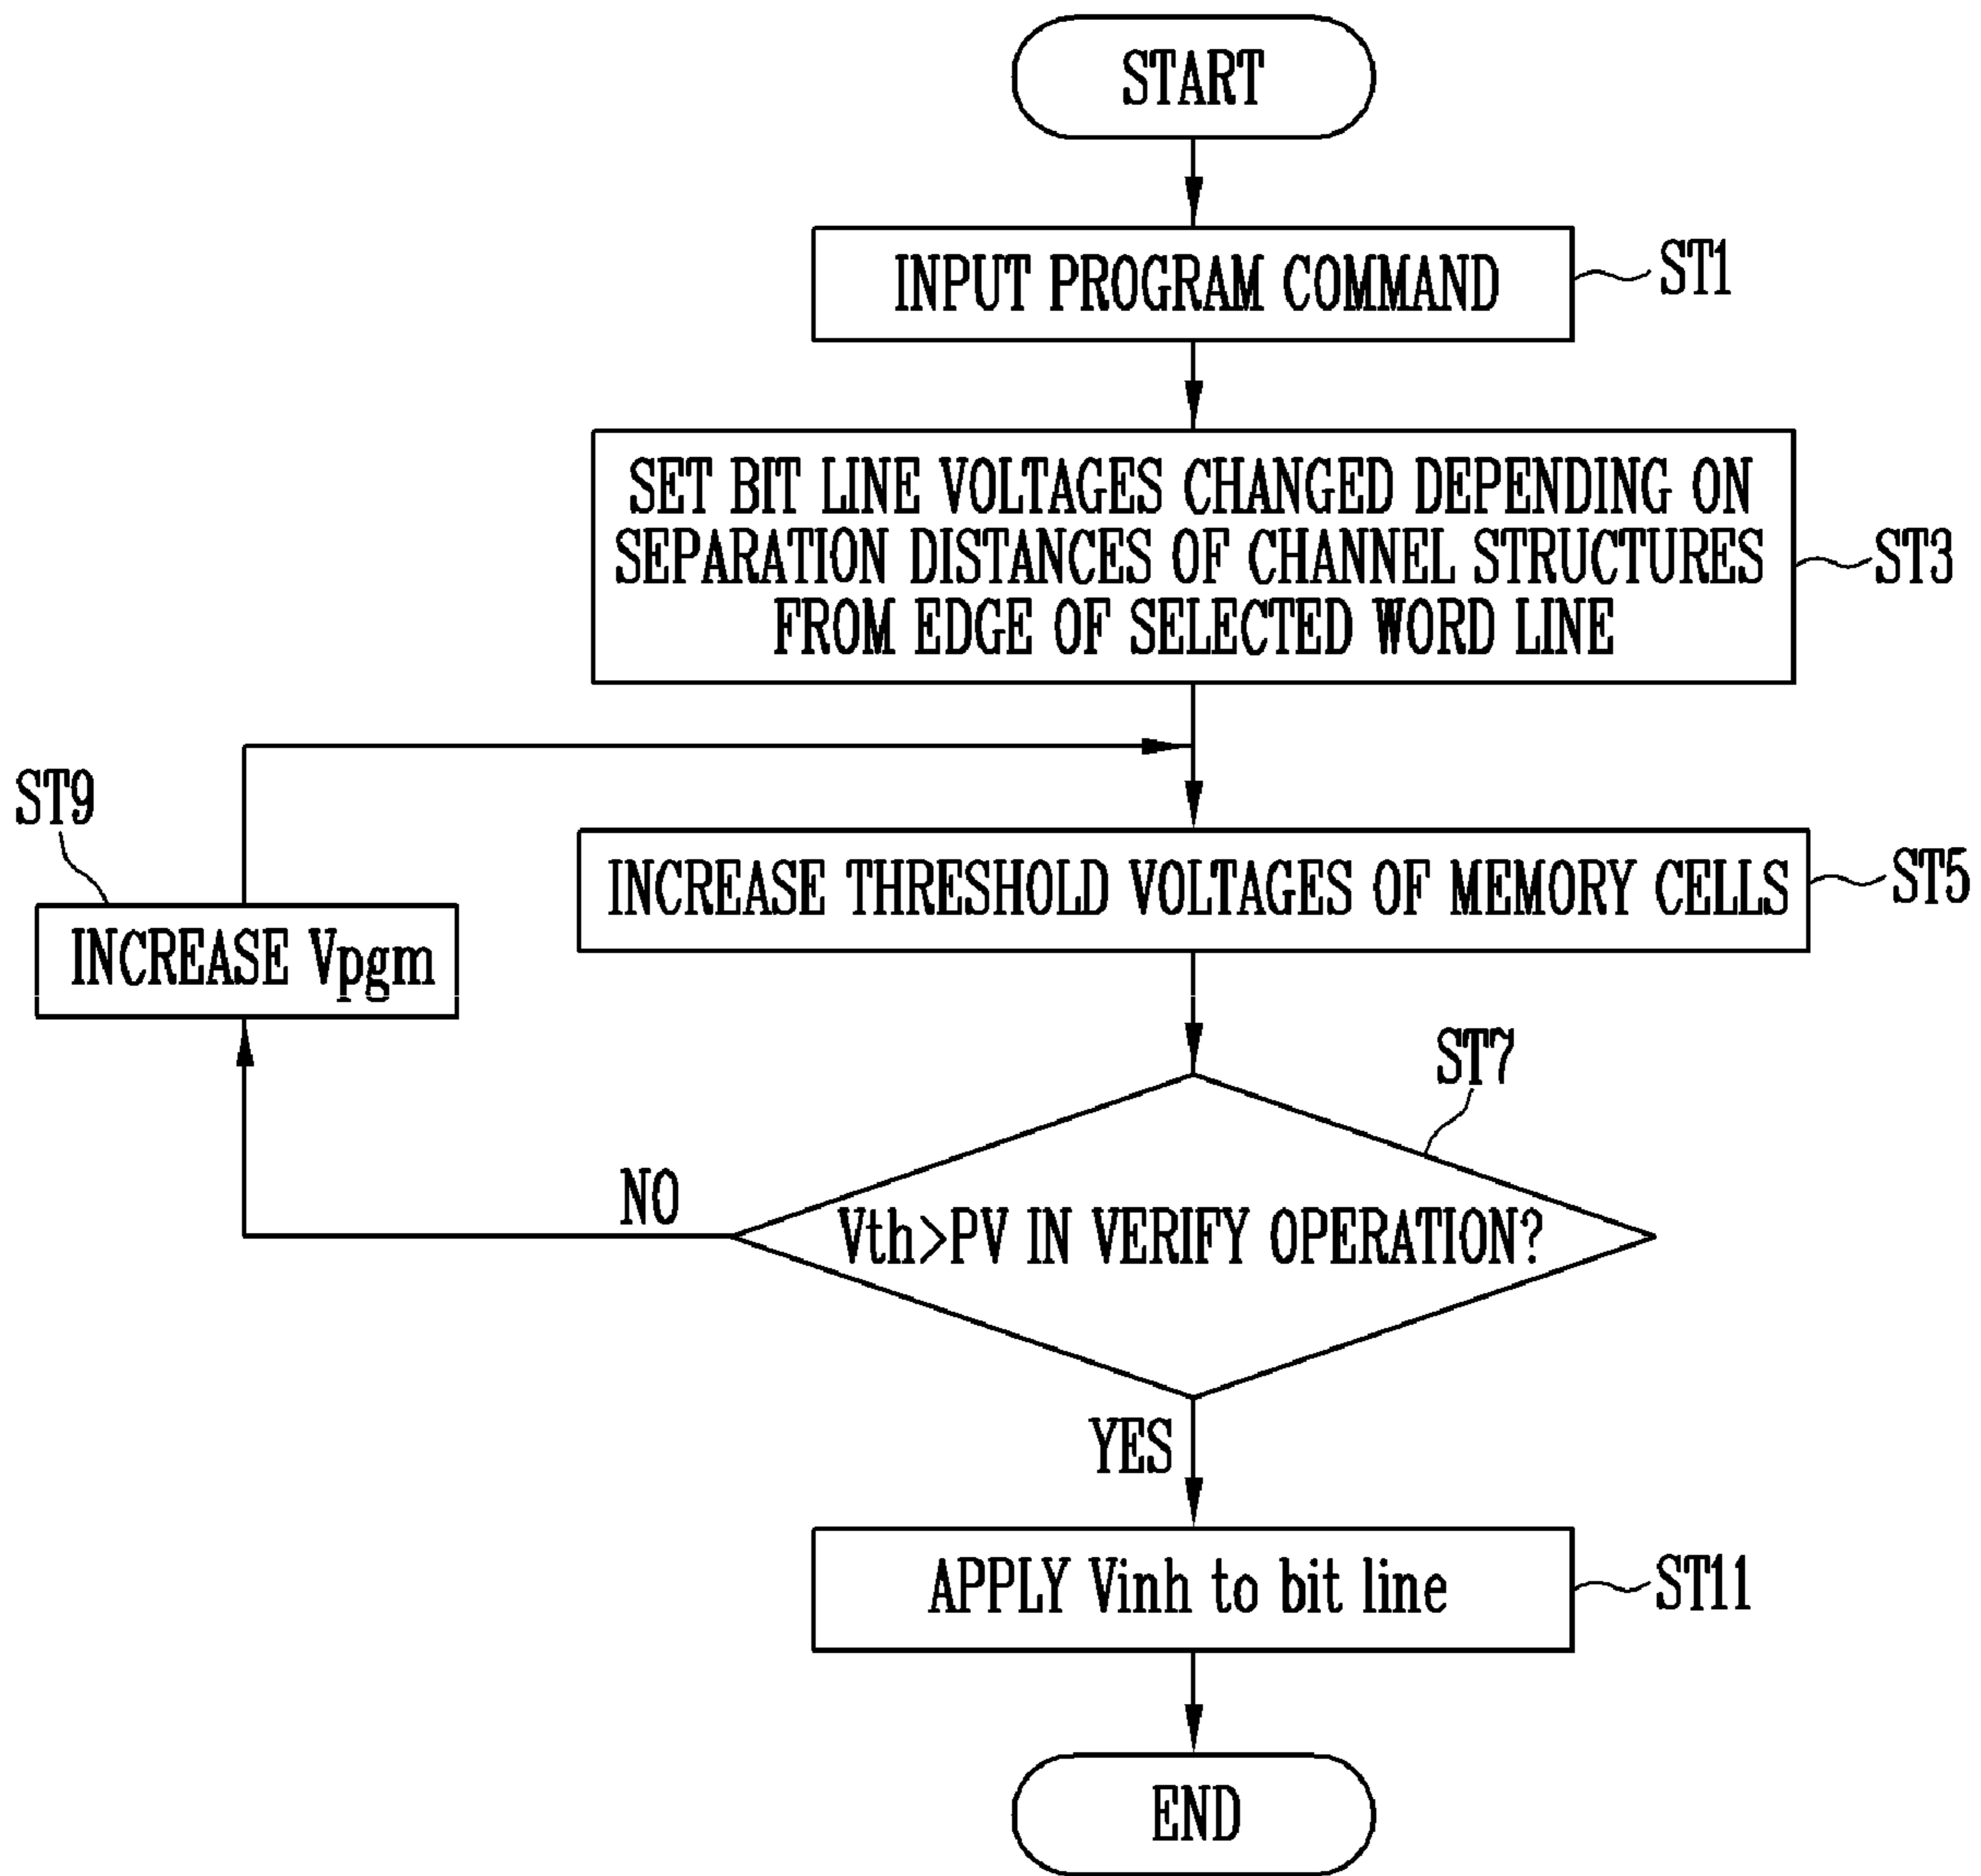 START
INPUT PROGRAM COMMAND
ST1
SET BIT LINE VOLTAGES CHANGED DEPENDING ON
SEPARATION DISTANCES OF CHANNEL STRUCTURES
FROM EDGE OF SELECTED WORD LINE
ST3
ST9
INCREASE THRESHOLD VOLTAGES OF MEMORY CELLS
ST5
INCREASE Vpgm
ST7
NO
Vth>PV IN VERIFY OPERATION?
YES
APPLY Vinh to bit line
ST11
END